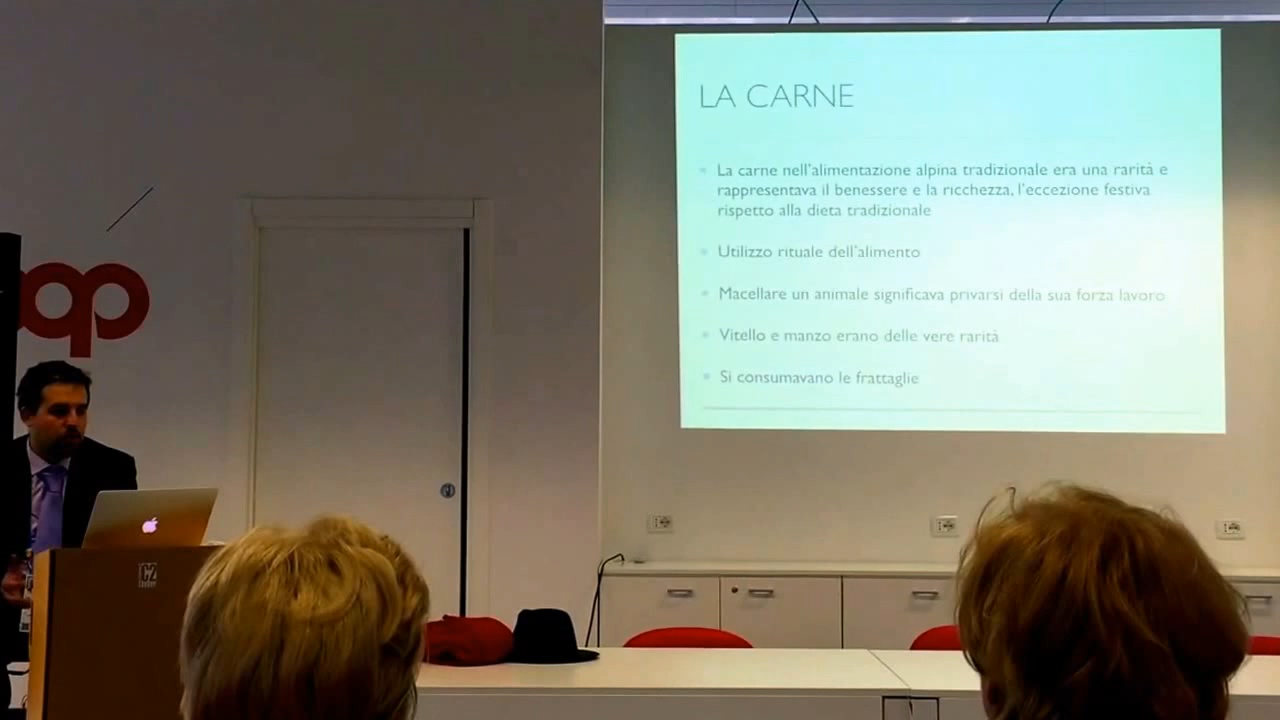 LA CARNE
La carne nell'alimentazione alpina tradizionale era una rarità e
rappresentava il benessere e la ricchezza, l'eccezione festiva
rispetto alla dieta tradizionale
Utilizzo rituale dell'alimento
Macellare un animale significava privarsi della sua forza lavoro
Vitello e manzo erano delle vere rarità
Si consumavano le frattaglie
op